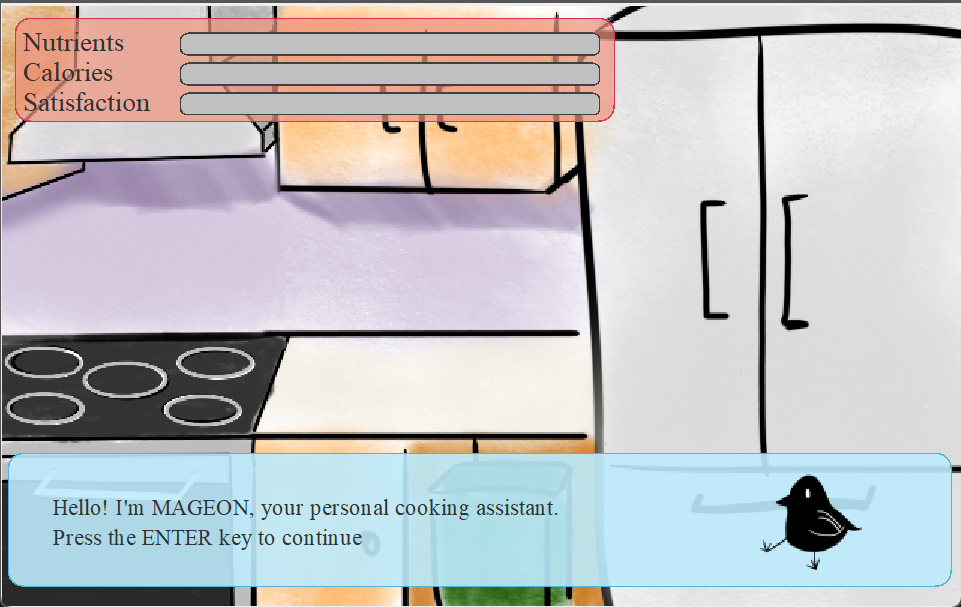 Nutrients
Calories
Satisfaction
Hello! I'm MAGEON, your personal cooking assistant.
Press the ENTER key to continue